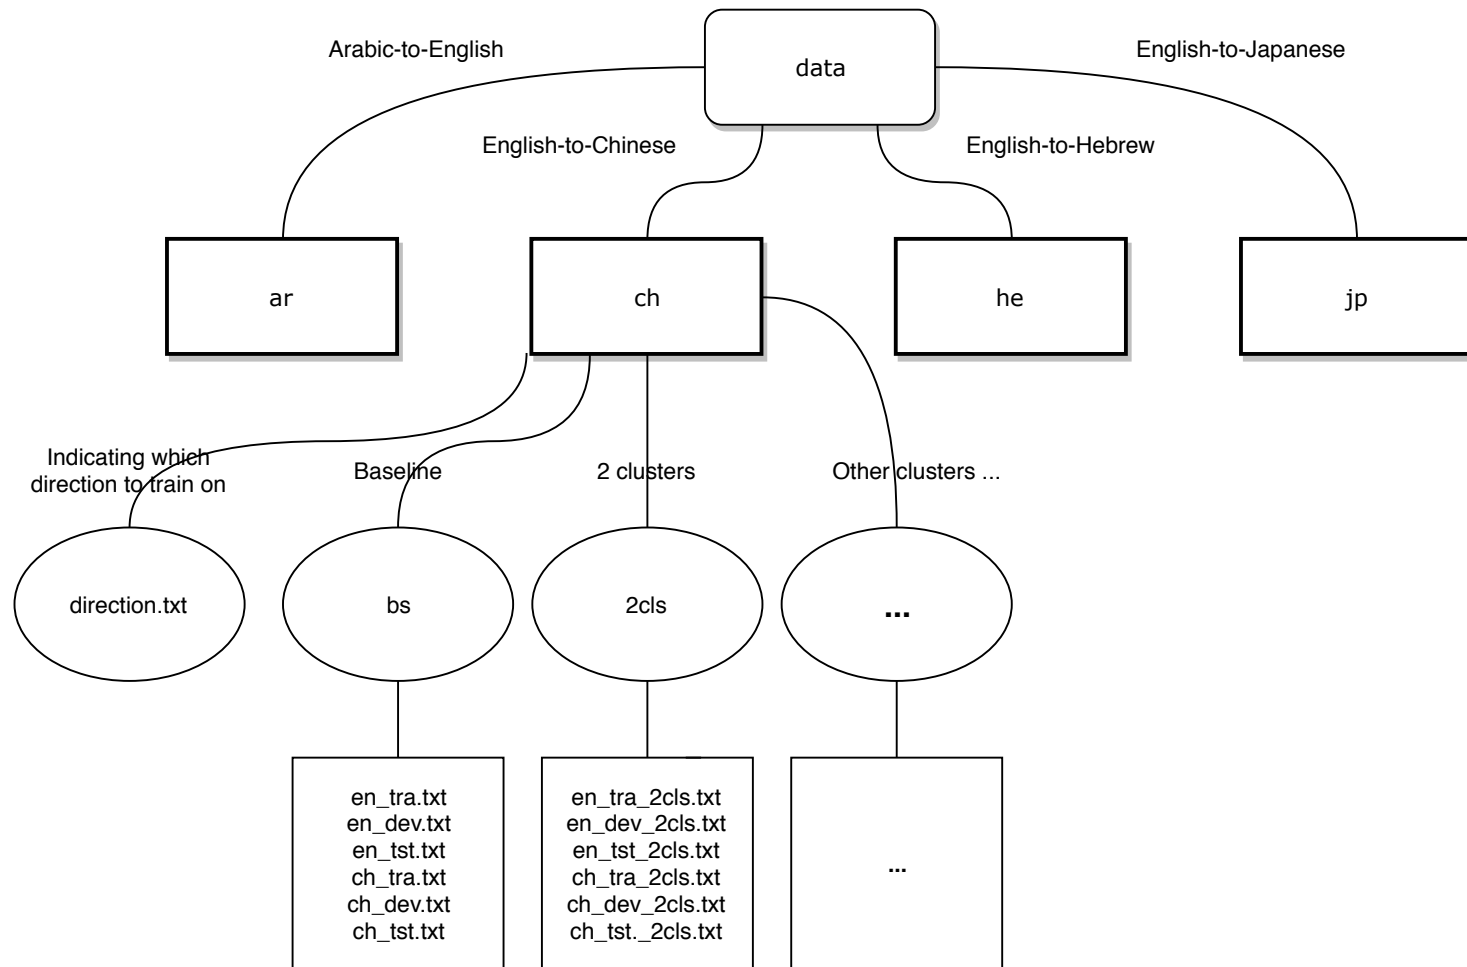 Arabic-to-English
data
English-to-Japanese
English-to-Chinese
English-to-Hebrew
ar
ch
he
jp
Indicating which
direction to train on
Baseline
2 clusters
Other clusters ...
direction.txt
bs
2cls
...
en_tra.txt
en_dev.txt
en_tst.txt
ch_tra.txt
ch_dev.txt
ch_tst.txt
en_tra_2cls.txt
en_dev_2cls.txt
en_tst_2cls.txt
ch_tra_2cls.txt
ch_dev_2cls.txt
ch_tst._2cls.txt
...